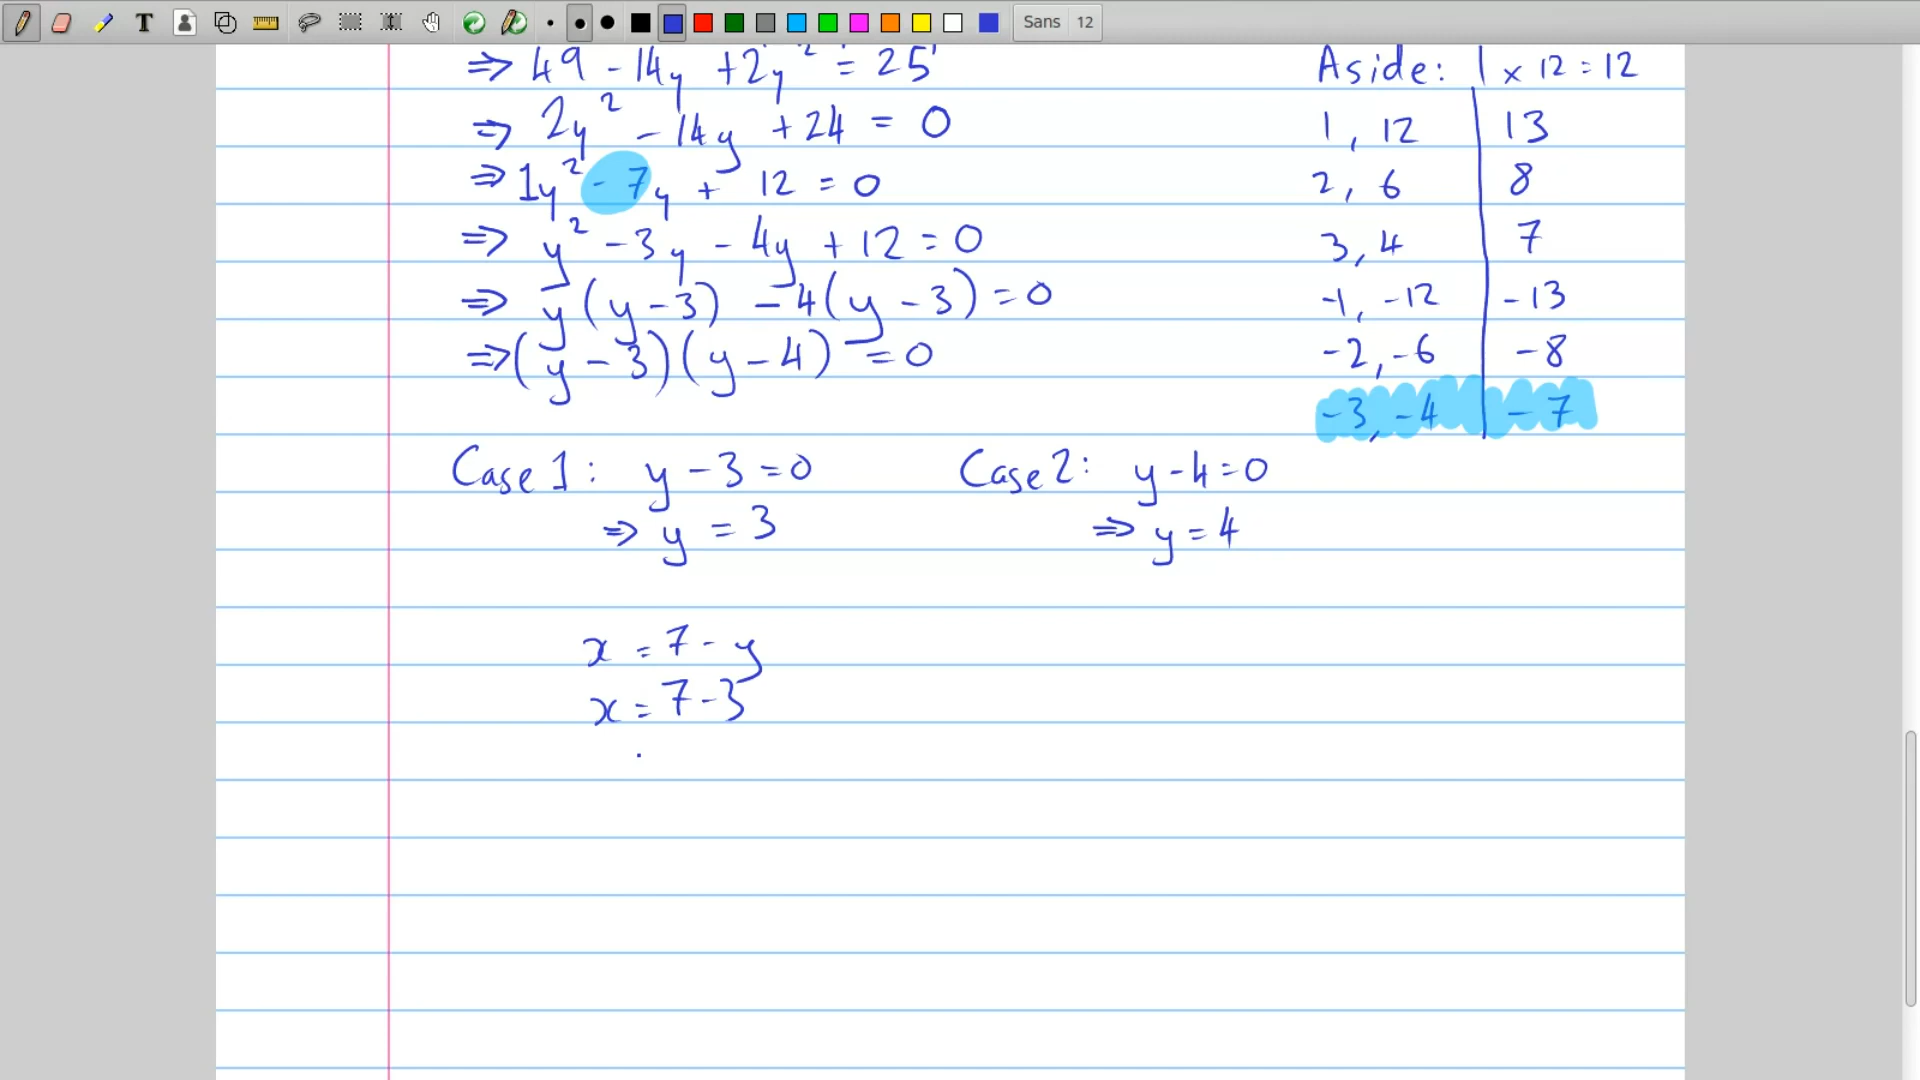 Sans 12
⇒ 49 - 14y + 2y² = 25
⇒ 2y² - 14y + 24 = 0
⇒ 1y² - 7y + 12 = 0
⇒ y² - 3y - 4y + 12 = 0
⇒ y(y-3) - 4(y-3) = 0
⇒ (y-3)(y-4) = 0
Aside: 1 x 12 = 12
1, 12 | 13
2, 6 | 8
3, 4 | 7
-1, -12 | -13
-2, -6 | -8
-3, -4 | -7
Case 1: y - 3 = 0
⇒ y = 3
Case 2: y - 4 = 0
⇒ y = 4
x = 7 - y
x = 7 - 3